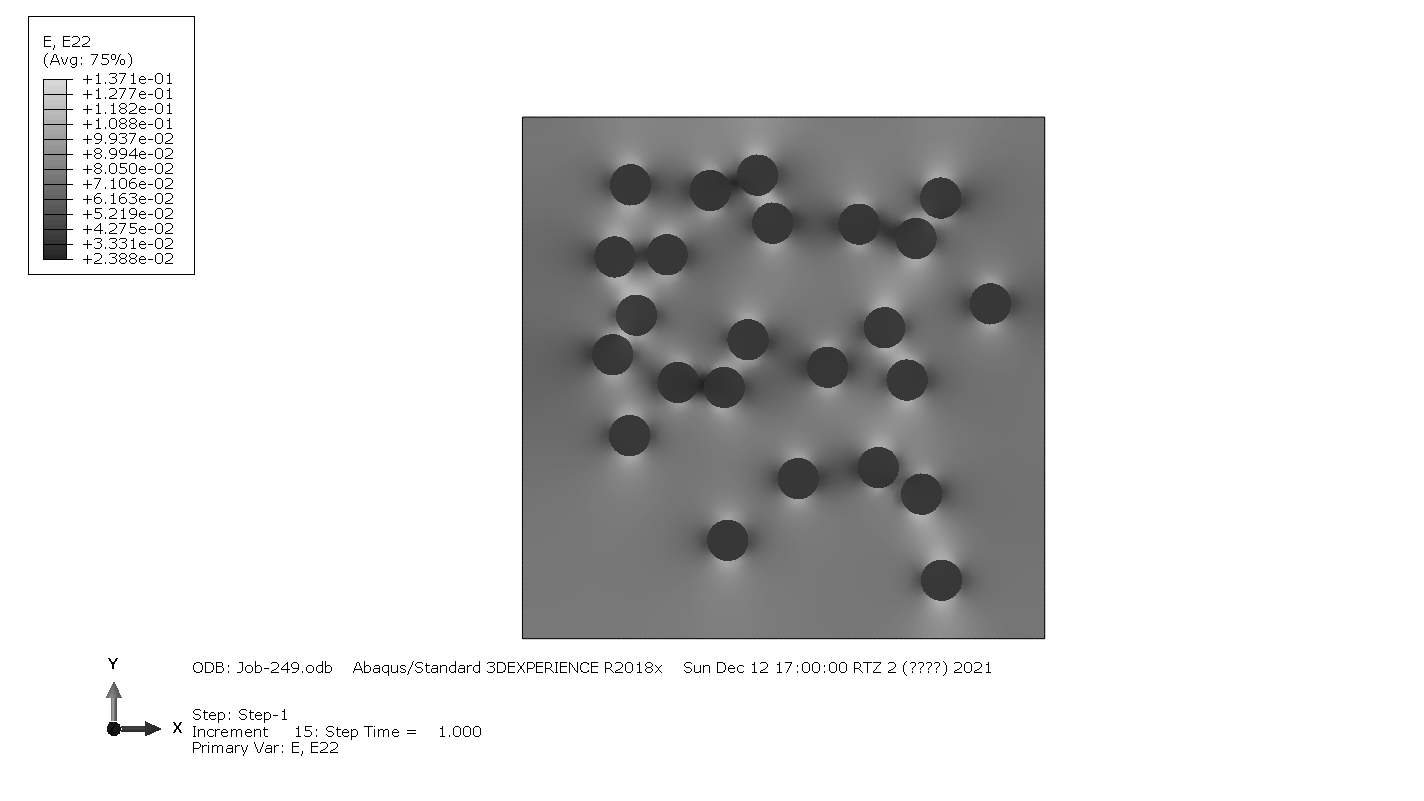 E, E22
(Avg: 75%)
+1.371e-01
+1.277e-01
+1.182e-01
+1.088e-01
+9.937e-02
+8.994e-02
+8.050e-02
+7.106e-02
+6.163e-02
+5.219e-02
+4.275e-02
+3.331e-02
+2.388e-02
Y
X
ODB: Job-249.odb Abaqus/Standard 3DEXPERIENCE R2018x Sun Dec 12 17:00:00 RTZ 2 (????) 2021
Step: Step-1
Increment 15: Step Time = 1.000
Primary Var: E, E22